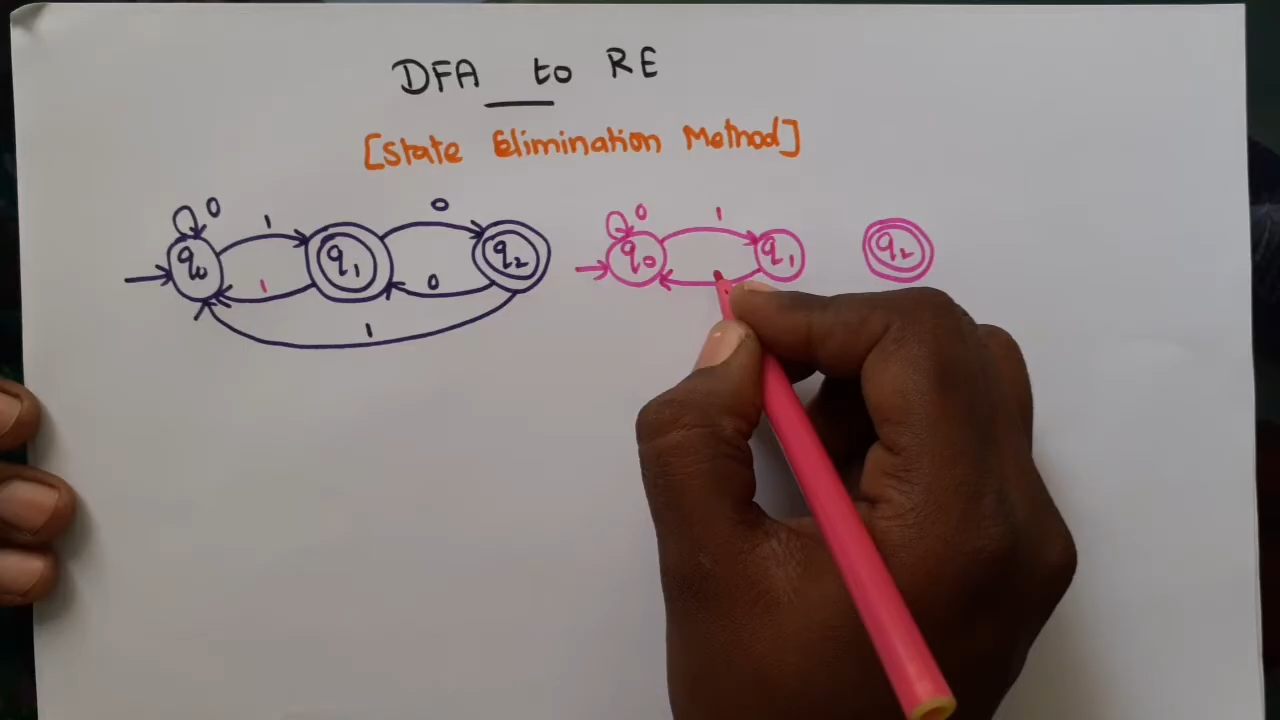 DFA to RE
[State Elimination Method]
0 1 0
q0 q1 q2
1 0
1
0 1
q0 q1 q2